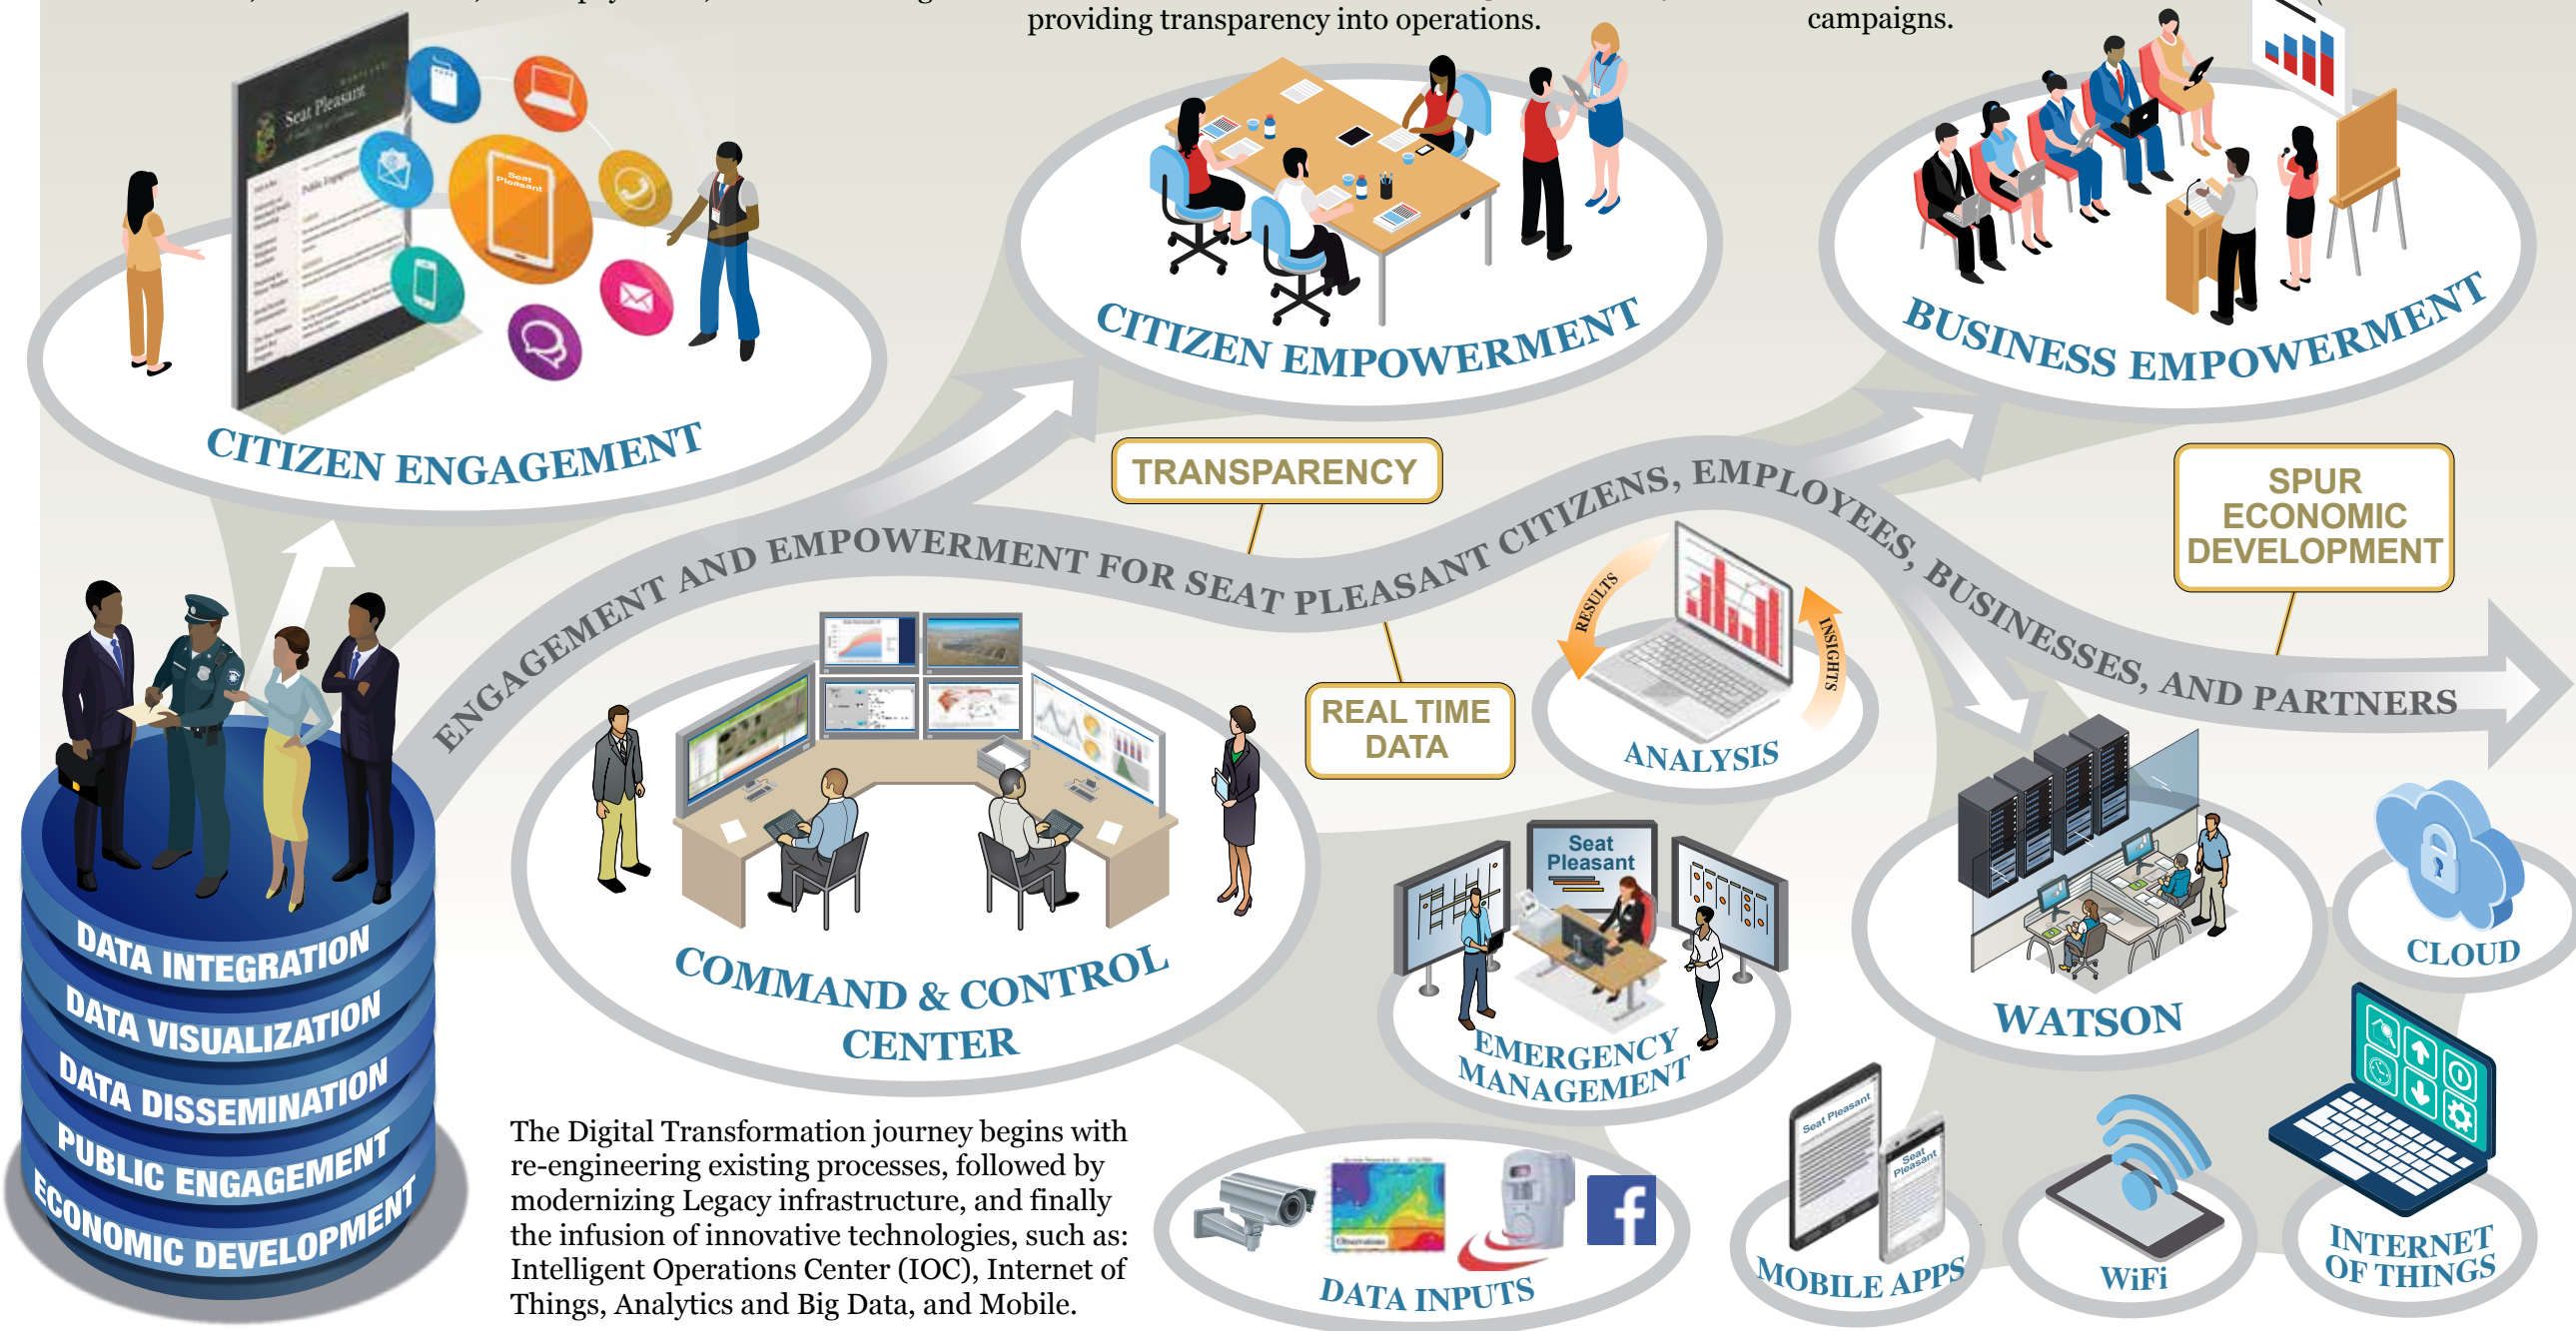 providing transparency into operations.
campaigns.
Seat Pleasant
Seat
Pleasant
CITIZEN ENGAGEMENT
CITIZEN EMPOWERMENT
BUSINESS EMPOWERMENT
TRANSPARENCY
SPUR
ECONOMIC
DEVELOPMENT
ENGAGEMENT AND EMPOWERMENT FOR SEAT PLEASANT CITIZENS, EMPLOYEES, BUSINESSES, AND PARTNERS
REAL TIME
DATA
RESULTS
INSIGHTS
ANALYSIS
COMMAND & CONTROL
CENTER
Seat
Pleasant
EMERGENCY
MANAGEMENT
WATSON
CLOUD
DATA INTEGRATION
DATA VISUALIZATION
DATA DISSEMINATION
PUBLIC ENGAGEMENT
ECONOMIC DEVELOPMENT
The Digital Transformation journey begins with
re-engineering existing processes, followed by
modernizing Legacy infrastructure, and finally
the infusion of innovative technologies, such as:
Intelligent Operations Center (IOC), Internet of
Things, Analytics and Big Data, and Mobile.
Observations
f
DATA INPUTS
Seat Pleasant
Seat
Pleasant
MOBILE APPS
WiFi
INTERNET
OF THINGS